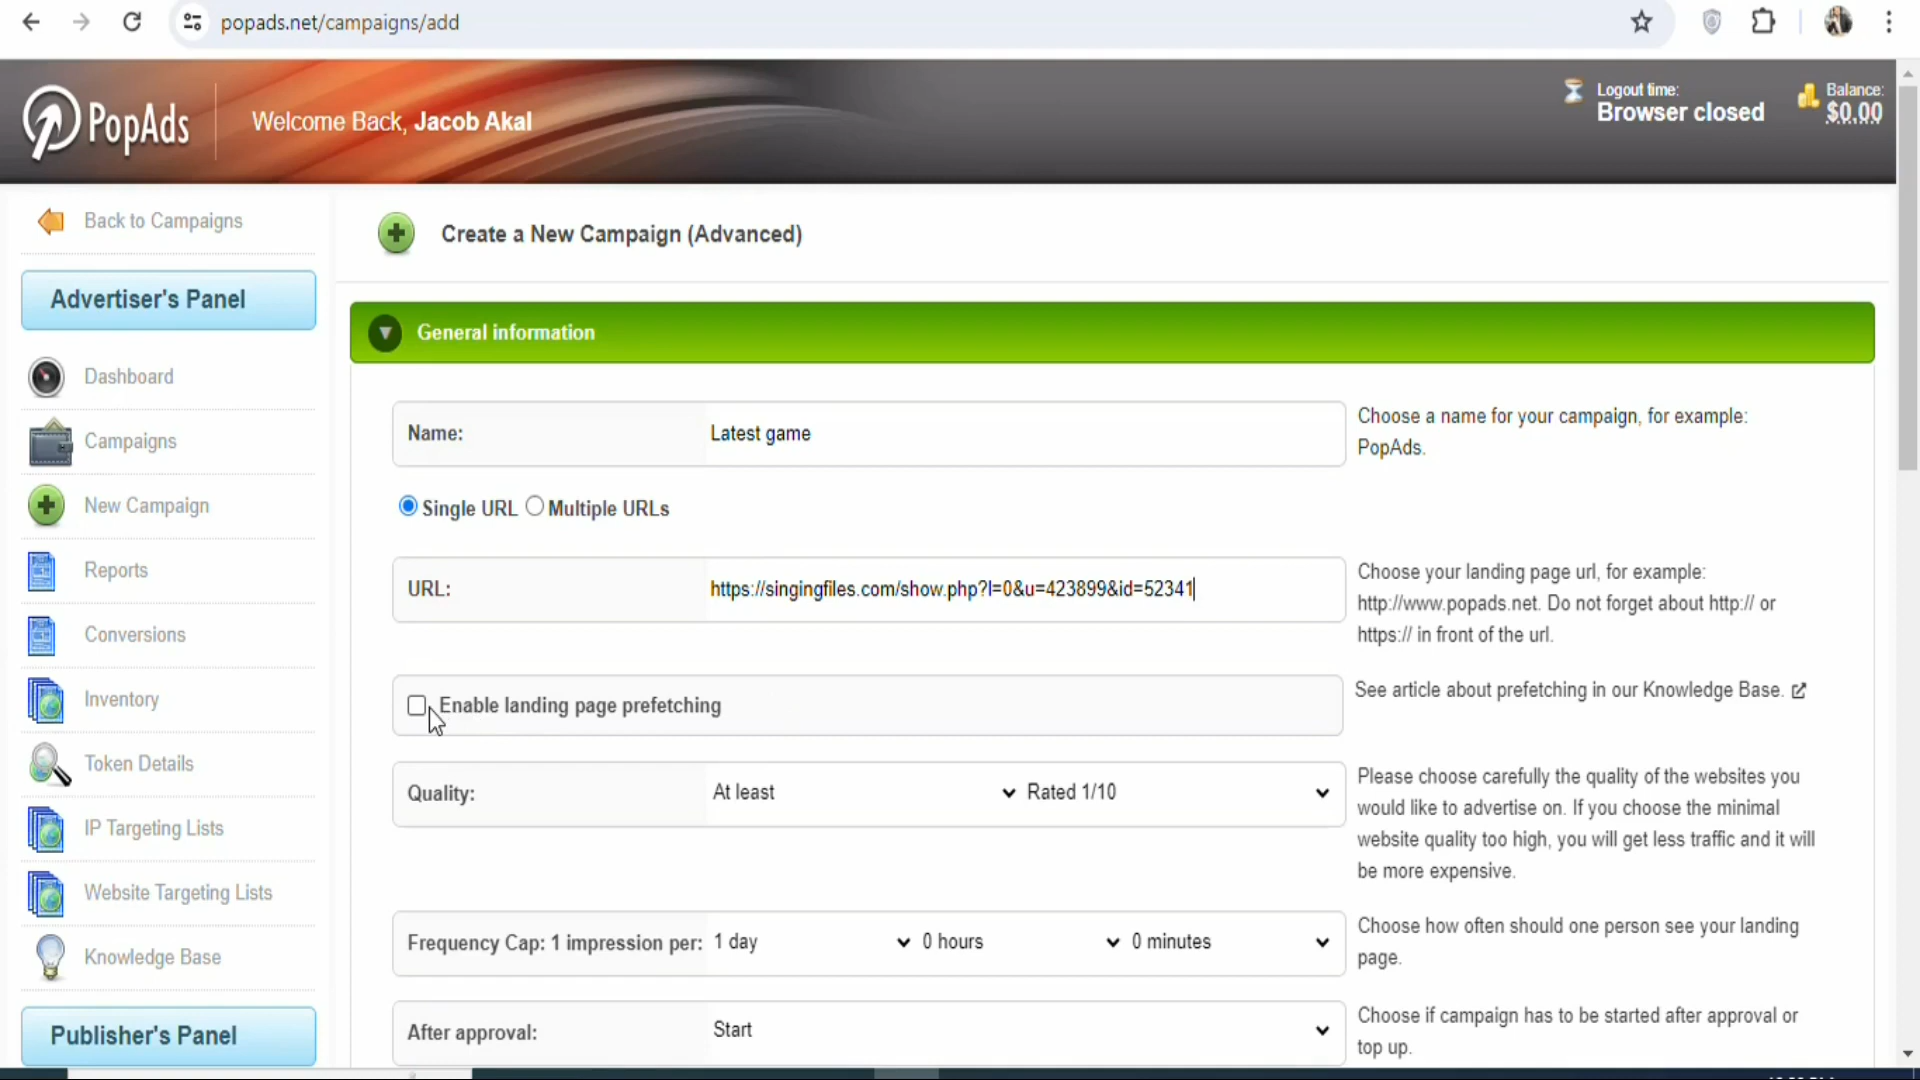 popads.net/campaigns/add
PopAds
Welcome Back, Jacob Akal
Logout time:
Browser closed
Balance:
$0.00
Back to Campaigns
Advertiser's Panel
Dashboard
Campaigns
New Campaign
Reports
Conversions
Inventory
Token Details
IP Targeting Lists
Website Targeting Lists
Knowledge Base
Publisher's Panel
Create a New Campaign (Advanced)
General information
Name: Latest game
Choose a name for your campaign, for example:
PopAds.
Single URL Multiple URLs
URL: https://singingfiles.com/show.php?l=0&u=423899&id=52341
Choose your landing page url, for example:
http://www.popads.net. Do not forget about http:// or
https:// in front of the url.
Enable landing page prefetching
See article about prefetching in our Knowledge Base.
Quality: At least Rated 1/10
Please choose carefully the quality of the websites you
would like to advertise on. If you choose the minimal
website quality too high, you will get less traffic and it will
be more expensive.
Frequency Cap: 1 impression per: 1 day 0 hours 0 minutes
Choose how often should one person see your landing
page.
After approval: Start
Choose if campaign has to be started after approval or
top up.